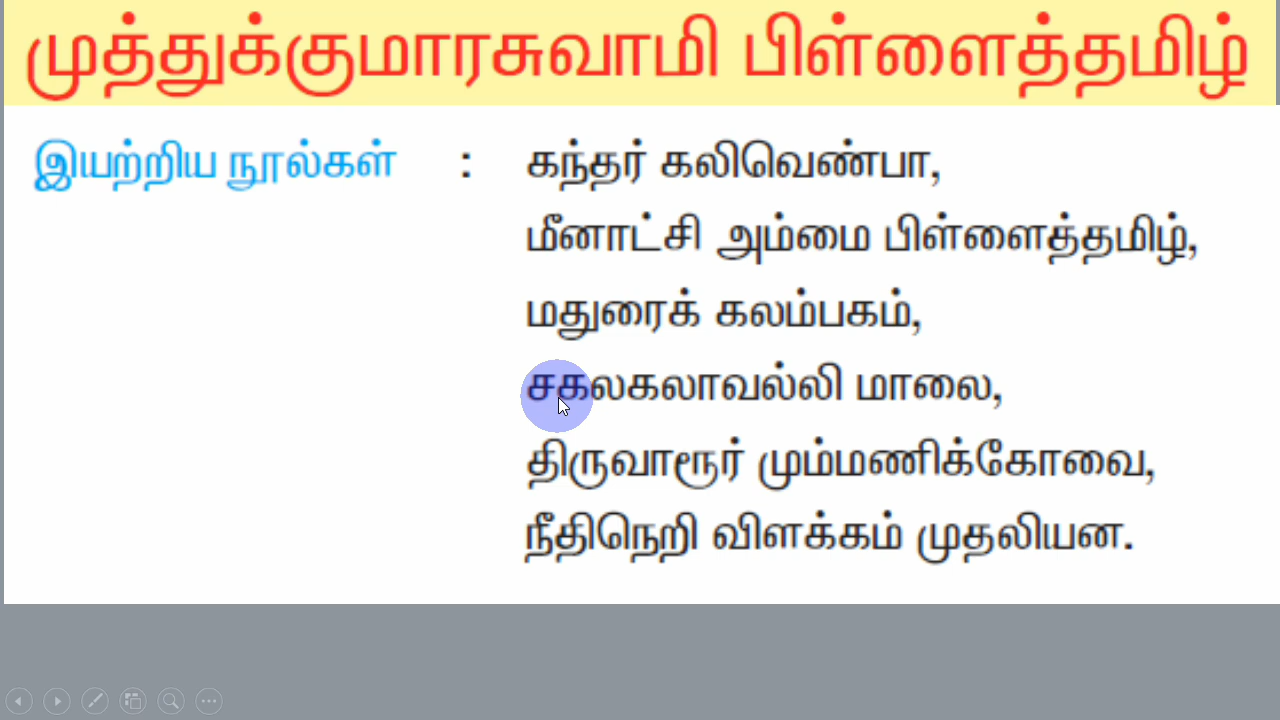 முத்துக்குமாரசுவாமி பிள்ளைத்தமிழ்
இயற்றிய நூல்கள் : கந்தர் கலிவெண்பா,
மீனாட்சி அம்மை பிள்ளைத்தமிழ்,
மதுரைக் கலம்பகம்,
சகலகலாவல்லி மாலை,
திருவாரூர் மும்மணிக்கோவை,
நீதிநெறி விளக்கம் முதலியன.